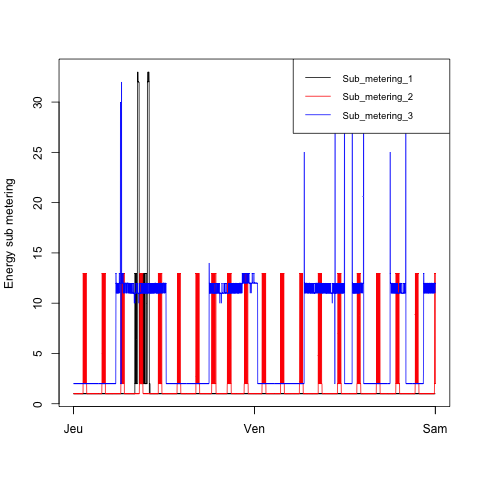 Sub_metering_1
Sub_metering_2
Sub_metering_3
Energy sub metering
30
25
20
15
10
5
0
Jeu Ven Sam